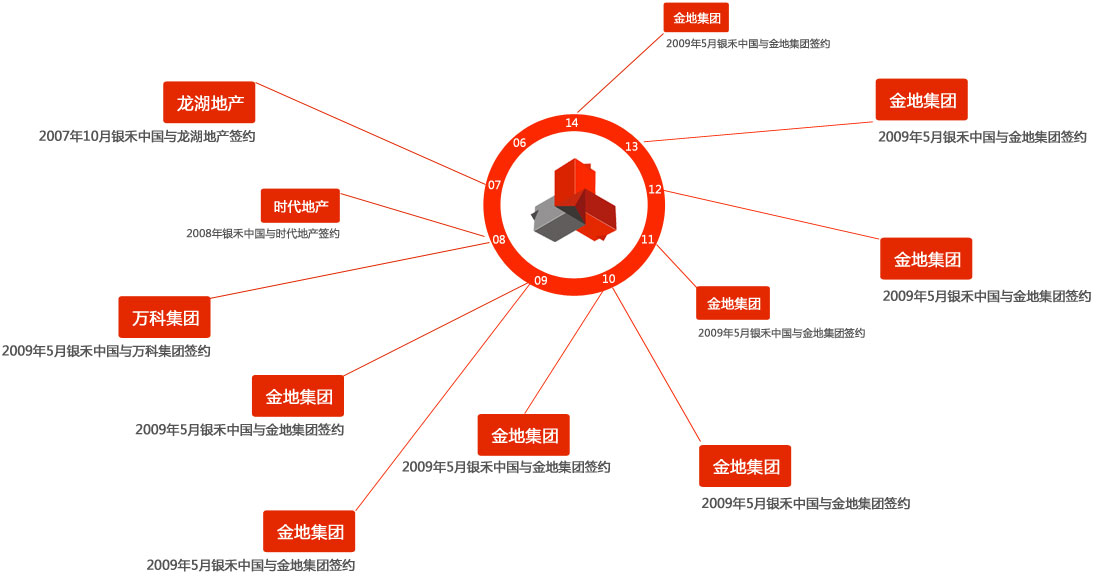 金地集团
2009年5月银禾中国与金地集团签约
金地集团
2009年5月银禾中国与金地集团签约
龙湖地产
2007年10月银禾中国与龙湖地产签约
14
13
06
07
12
时代地产
2008年银禾中国与时代地产签约
08
11
金地集团
2009年5月银禾中国与金地集团签约
09
10
金地集团
2009年5月银禾中国与金地集团签约
万科集团
2009年5月银禾中国与万科集团签约
金地集团
2009年5月银禾中国与金地集团签约
金地集团
2009年5月银禾中国与金地集团签约
金地集团
2009年5月银禾中国与金地集团签约
金地集团
2009年5月银禾中国与金地集团签约